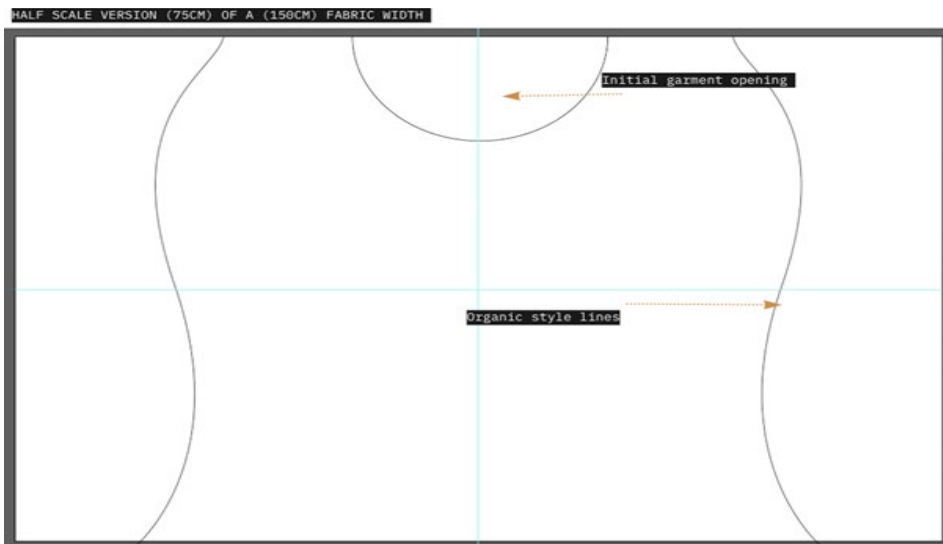 HALF SCALE VERSION (75CM) OF A (150CM) FABRIC WIDTH
Initial garment opening
Organic style lines